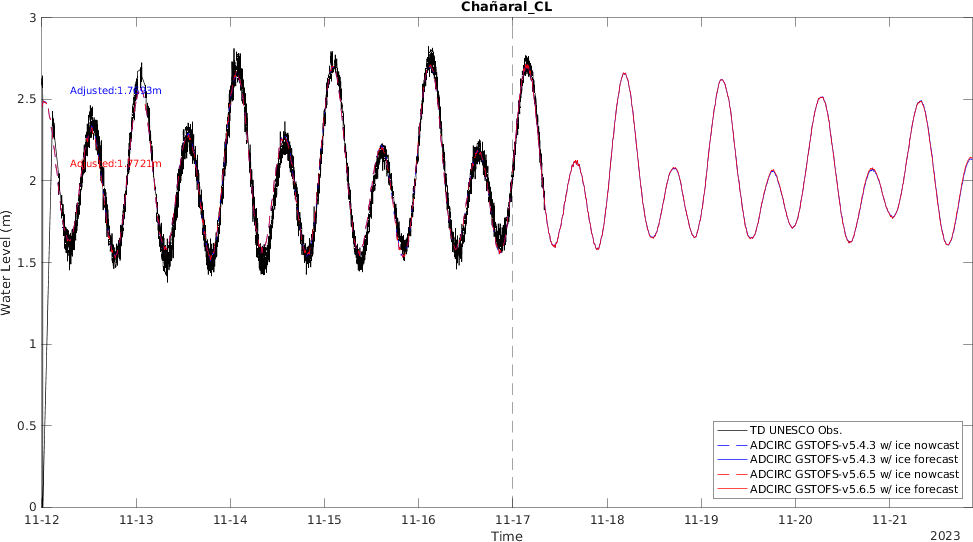 Chañaral_CL
3
2.5
2
1.5
1
0.5
0
Water Level (m)
Adjusted:1.7693m
Adjusted:1.7721m
TD UNESCO Obs.
ADCIRC GSTOFS-v5.4.3 w/ ice nowcast
ADCIRC GSTOFS-v5.4.3 w/ ice forecast
ADCIRC GSTOFS-v5.6.5 w/ ice nowcast
ADCIRC GSTOFS-v5.6.5 w/ ice forecast
11-12 11-13 11-14 11-15 11-16 11-17 11-18 11-19 11-20 11-21
Time
2023